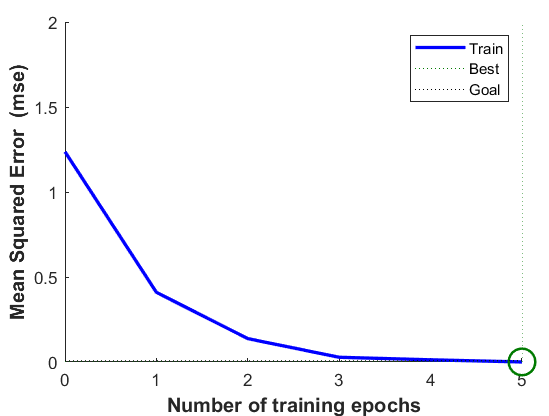 2
1.5
1
0.5
0
0 1 2 3 4 5
Mean Squared Error (mse)
Number of training epochs
Train
Best
Goal